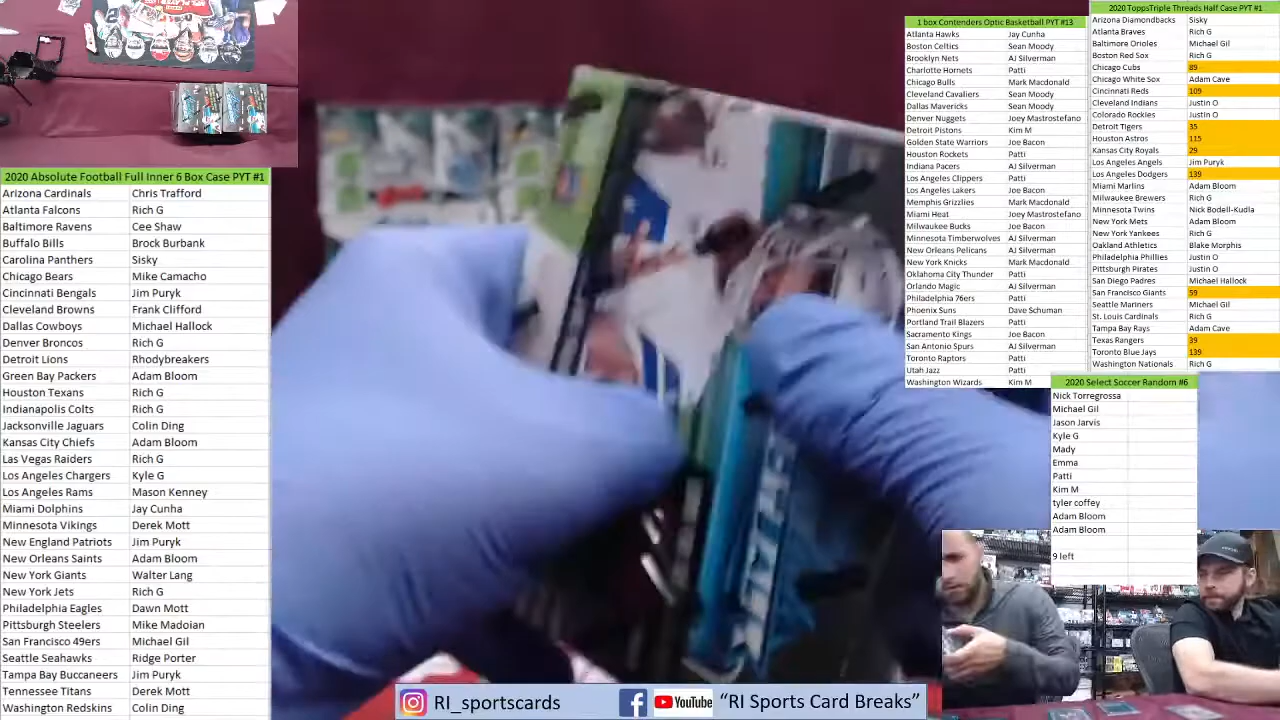 2020 Absolute Football Full Inner 6 Box Case PYT #1
Arizona Cardinals Chris Trafford
Atlanta Falcons Rich G
Baltimore Ravens Cee Shaw
Buffalo Bills Brock Burbank
Carolina Panthers Sisky
Chicago Bears Mike Camacho
Cincinnati Bengals Jim Puryk
Cleveland Browns Frank Clifford
Dallas Cowboys Michael Hallock
Denver Broncos Rich G
Detroit Lions Rhodybreakers
Green Bay Packers Adam Bloom
Houston Texans Rich G
Indianapolis Colts Rich G
Jacksonville Jaguars Colin Ding
Kansas City Chiefs Adam Bloom
Las Vegas Raiders Rich G
Los Angeles Chargers Kyle G
Los Angeles Rams Mason Kenney
Miami Dolphins Jay Cunha
Minnesota Vikings Derek Mott
New England Patriots Jim Puryk
New Orleans Saints Adam Bloom
New York Giants Walter Lang
New York Jets Rich G
Philadelphia Eagles Dawn Mott
Pittsburgh Steelers Mike Madoian
San Francisco 49ers Michael Gil
Seattle Seahawks Ridge Porter
Tampa Bay Buccaneers Jim Puryk
Tennessee Titans Derek Mott
Washington Redskins Colin Ding
1 box Contenders Optic Basketball PYT #13
Atlanta Hawks Jay Cunha
Boston Celtics Sean Moody
Brooklyn Nets AJ Silverman
Charlotte Hornets Patti
Chicago Bulls Mark Macdonald
Cleveland Cavaliers Sean Moody
Dallas Mavericks Sean Moody
Denver Nuggets Joey Mastrostefano
Detroit Pistons Kim M
Golden State Warriors Joe Bacon
Houston Rockets Patti
Indiana Pacers AJ Silverman
Los Angeles Clippers Patti
Los Angeles Lakers Joe Bacon
Memphis Grizzlies Mark Macdonald
Miami Heat Joey Mastrostefano
Milwaukee Bucks Joe Bacon
Minnesota Timberwolves AJ Silverman
New Orleans Pelicans AJ Silverman
New York Knicks Mark Macdonald
Oklahoma City Thunder Patti
Orlando Magic AJ Silverman
Philadelphia 76ers Patti
Phoenix Suns Dave Schuman
Portland Trail Blazers Patti
Sacramento Kings Joe Bacon
San Antonio Spurs AJ Silverman
Toronto Raptors Patti
Utah Jazz Patti
Washington Wizards Kim M
2020 ToppsTriple Threads Half Case PYT #1
Arizona Diamondbacks Sisky
Atlanta Braves Rich G
Baltimore Orioles Michael Gil
Boston Red Sox Rich G
Chicago Cubs 89
Chicago White Sox Adam Cave
Cincinnati Reds 109
Cleveland Indians Justin O
Colorado Rockies Justin O
Detroit Tigers 35
Houston Astros 115
Kansas City Royals 29
Los Angeles Angels Jim Puryk
Los Angeles Dodgers 139
Miami Marlins Adam Bloom
Milwaukee Brewers Rich G
Minnesota Twins Nick Bodell-Kudla
New York Mets Adam Bloom
New York Yankees Rich G
Oakland Athletics Blake Morphis
Philadelphia Phillies Justin O
Pittsburgh Pirates Justin O
San Diego Padres Michael Hallock
San Francisco Giants 59
Seattle Mariners Michael Gil
St. Louis Cardinals Rich G
Tampa Bay Rays Adam Cave
Texas Rangers 39
Toronto Blue Jays 139
Washington Nationals Rich G
2020 Select Soccer Random #6
Nick Torregrossa
Michael Gil
Jason Jarvis
Kyle G
Mady
Emma
Patti
Kim M
tyler coffey
Adam Bloom
Adam Bloom
9 left
RI_sportscards
YouTube
"RI Sports Card Breaks"